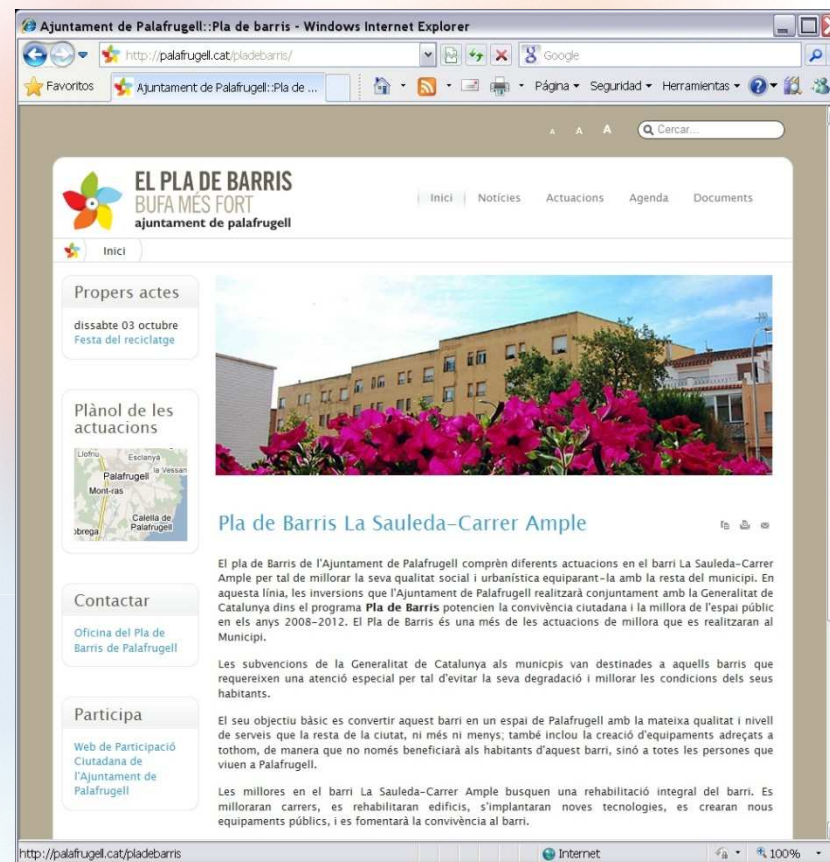 Ajuntament de Palafrugell::Pla de barris - Windows Internet Explorer
http://palafrugell.cat/pladebarris/
Google
Favoritos
Ajuntament de Palafrugell::Pla de ...
Página
Seguridad
Herramientas
A A A
Cercar...
EL PLA DE BARRIS
BUFA MÉS FORT
ajuntament de palafrugell
Inici Notícies Actuacions Agenda Documents
Inici
Propers actes
dissabte 03 octubre
Festa del reciclatge
Plànol de les
actuacions
Llofriu
Esclanya
la Vessan
Palafrugell
Mont-ras
Calella de
Palafrugell
obrega
Contactar
Oficina del Pla de
Barris de Palafrugell
Participa
Web de Participació
Ciutadana de
l'Ajuntament de
Palafrugell
Pla de Barris La Sauleda-Carrer Ample
El pla de Barris de l'Ajuntament de Palafrugell comprèn diferents actuacions en el barri La Sauleda-Carrer
Ample per tal de millorar la seva qualitat social i urbanística equiparant-la amb la resta del municipi. En
aquesta línia, les inversions que l'Ajuntament de Palafrugell realitzarà conjuntament amb la Generalitat de
Catalunya dins el programa Pla de Barris potencien la convivència ciutadana i la millora de l'espai públic
en els anys 2008-2012. El Pla de Barris és una més de les actuacions de millora que es realitzaran al
Municipi.
Les subvencions de la Generalitat de Catalunya als municpis van destinades a aquells barris que
requereixen una atenció especial per tal d'evitar la seva degradació i millorar les condicions dels seus
habitants.
El seu objectiu bàsic es convertir aquest barri en un espai de Palafrugell amb la mateixa qualitat i nivell
de serveis que la resta de la ciutat, ni més ni menys; també inclou la creació d'equipaments adreçats a
tothom, de manera que no només beneficiarà als habitants d'aquest barri, sinó a totes les persones que
viuen a Palafrugell.
Les millores en el barri La Sauleda-Carrer Ample busquen una rehabilitació integral del barri. Es
milloraran carrers, es rehabilitaran edificis, s'implantaran noves tecnologies, es crearan nous
equipaments públics, i es fomentarà la convivència al barri.
http://palafrugell.cat/pladebarris
Internet
100%